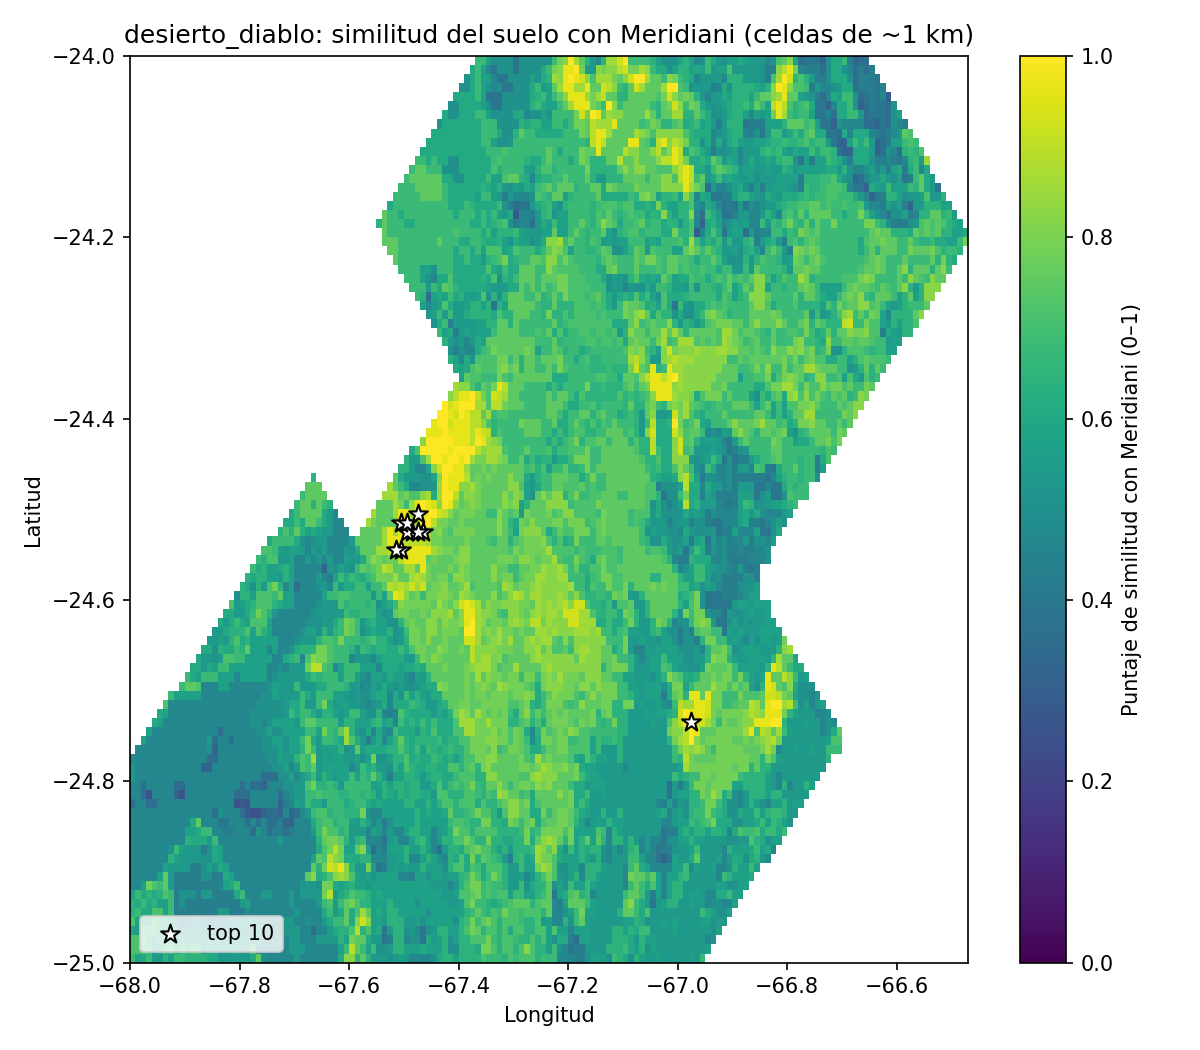 desierto_diablo: similitud del suelo con Meridiani (celdas de ~1 km)
−24.0
−24.2
−24.4
−24.6
−24.8
−25.0
Latitud
top 10
−68.0 −67.8 −67.6 −67.4 −67.2 −67.0 −66.8 −66.6
Longitud
1.0
0.8
0.6
0.4
0.2
0.0
Puntaje de similitud con Meridiani (0–1)